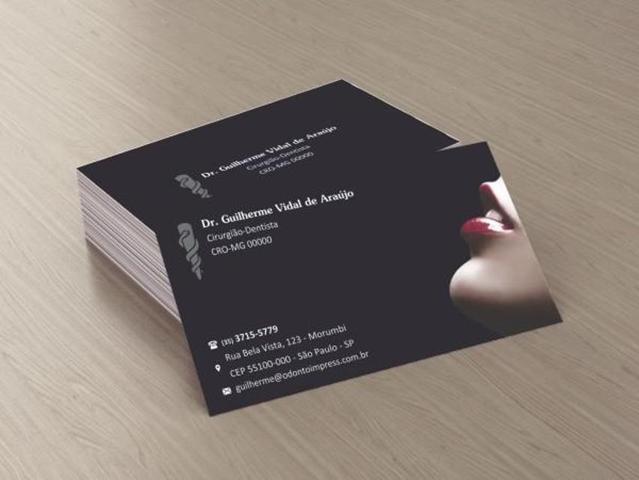 Dr. Guilherme Vidal de Araújo
Cirurgião-Dentista
CRO-MG 00000
Dr. Guilherme Vidal de Araújo
Cirurgião-Dentista
CRO-MG 00000
(35) 3715-5779
Rua Bela Vista, 123 - Morumbi
CEP 55100-000 - São Paulo - SP
guilherme@odontoimpress.com.br